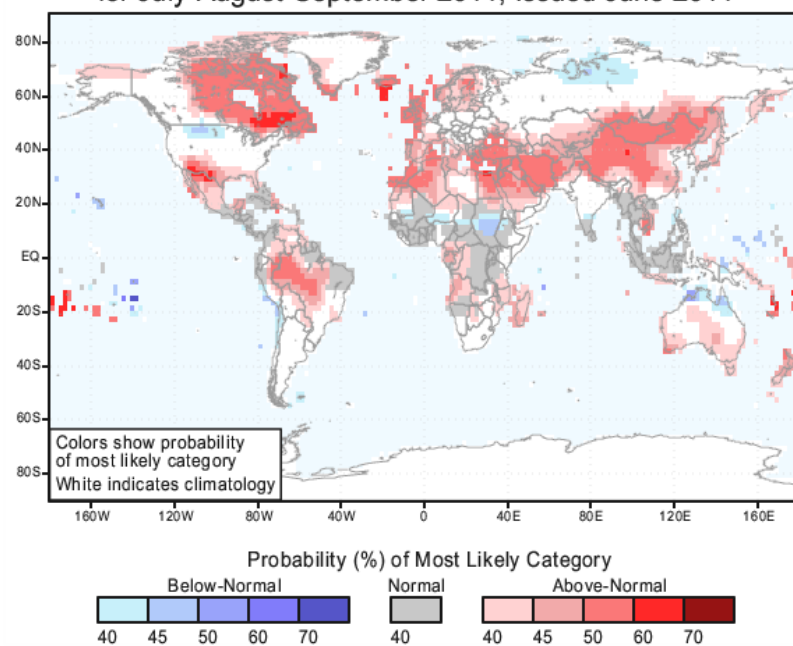 80N
60N
40N
20N
EQ
20S
40S
60S
80S
Colors show probability
of most likely category
White indicates climatology
160W 120W 80W 40W 0 40E 80E 120E 160E
Probability (%) of Most Likely Category
Below-Normal Normal Above-Normal
40 45 50 60 70 40 40 45 50 60 70